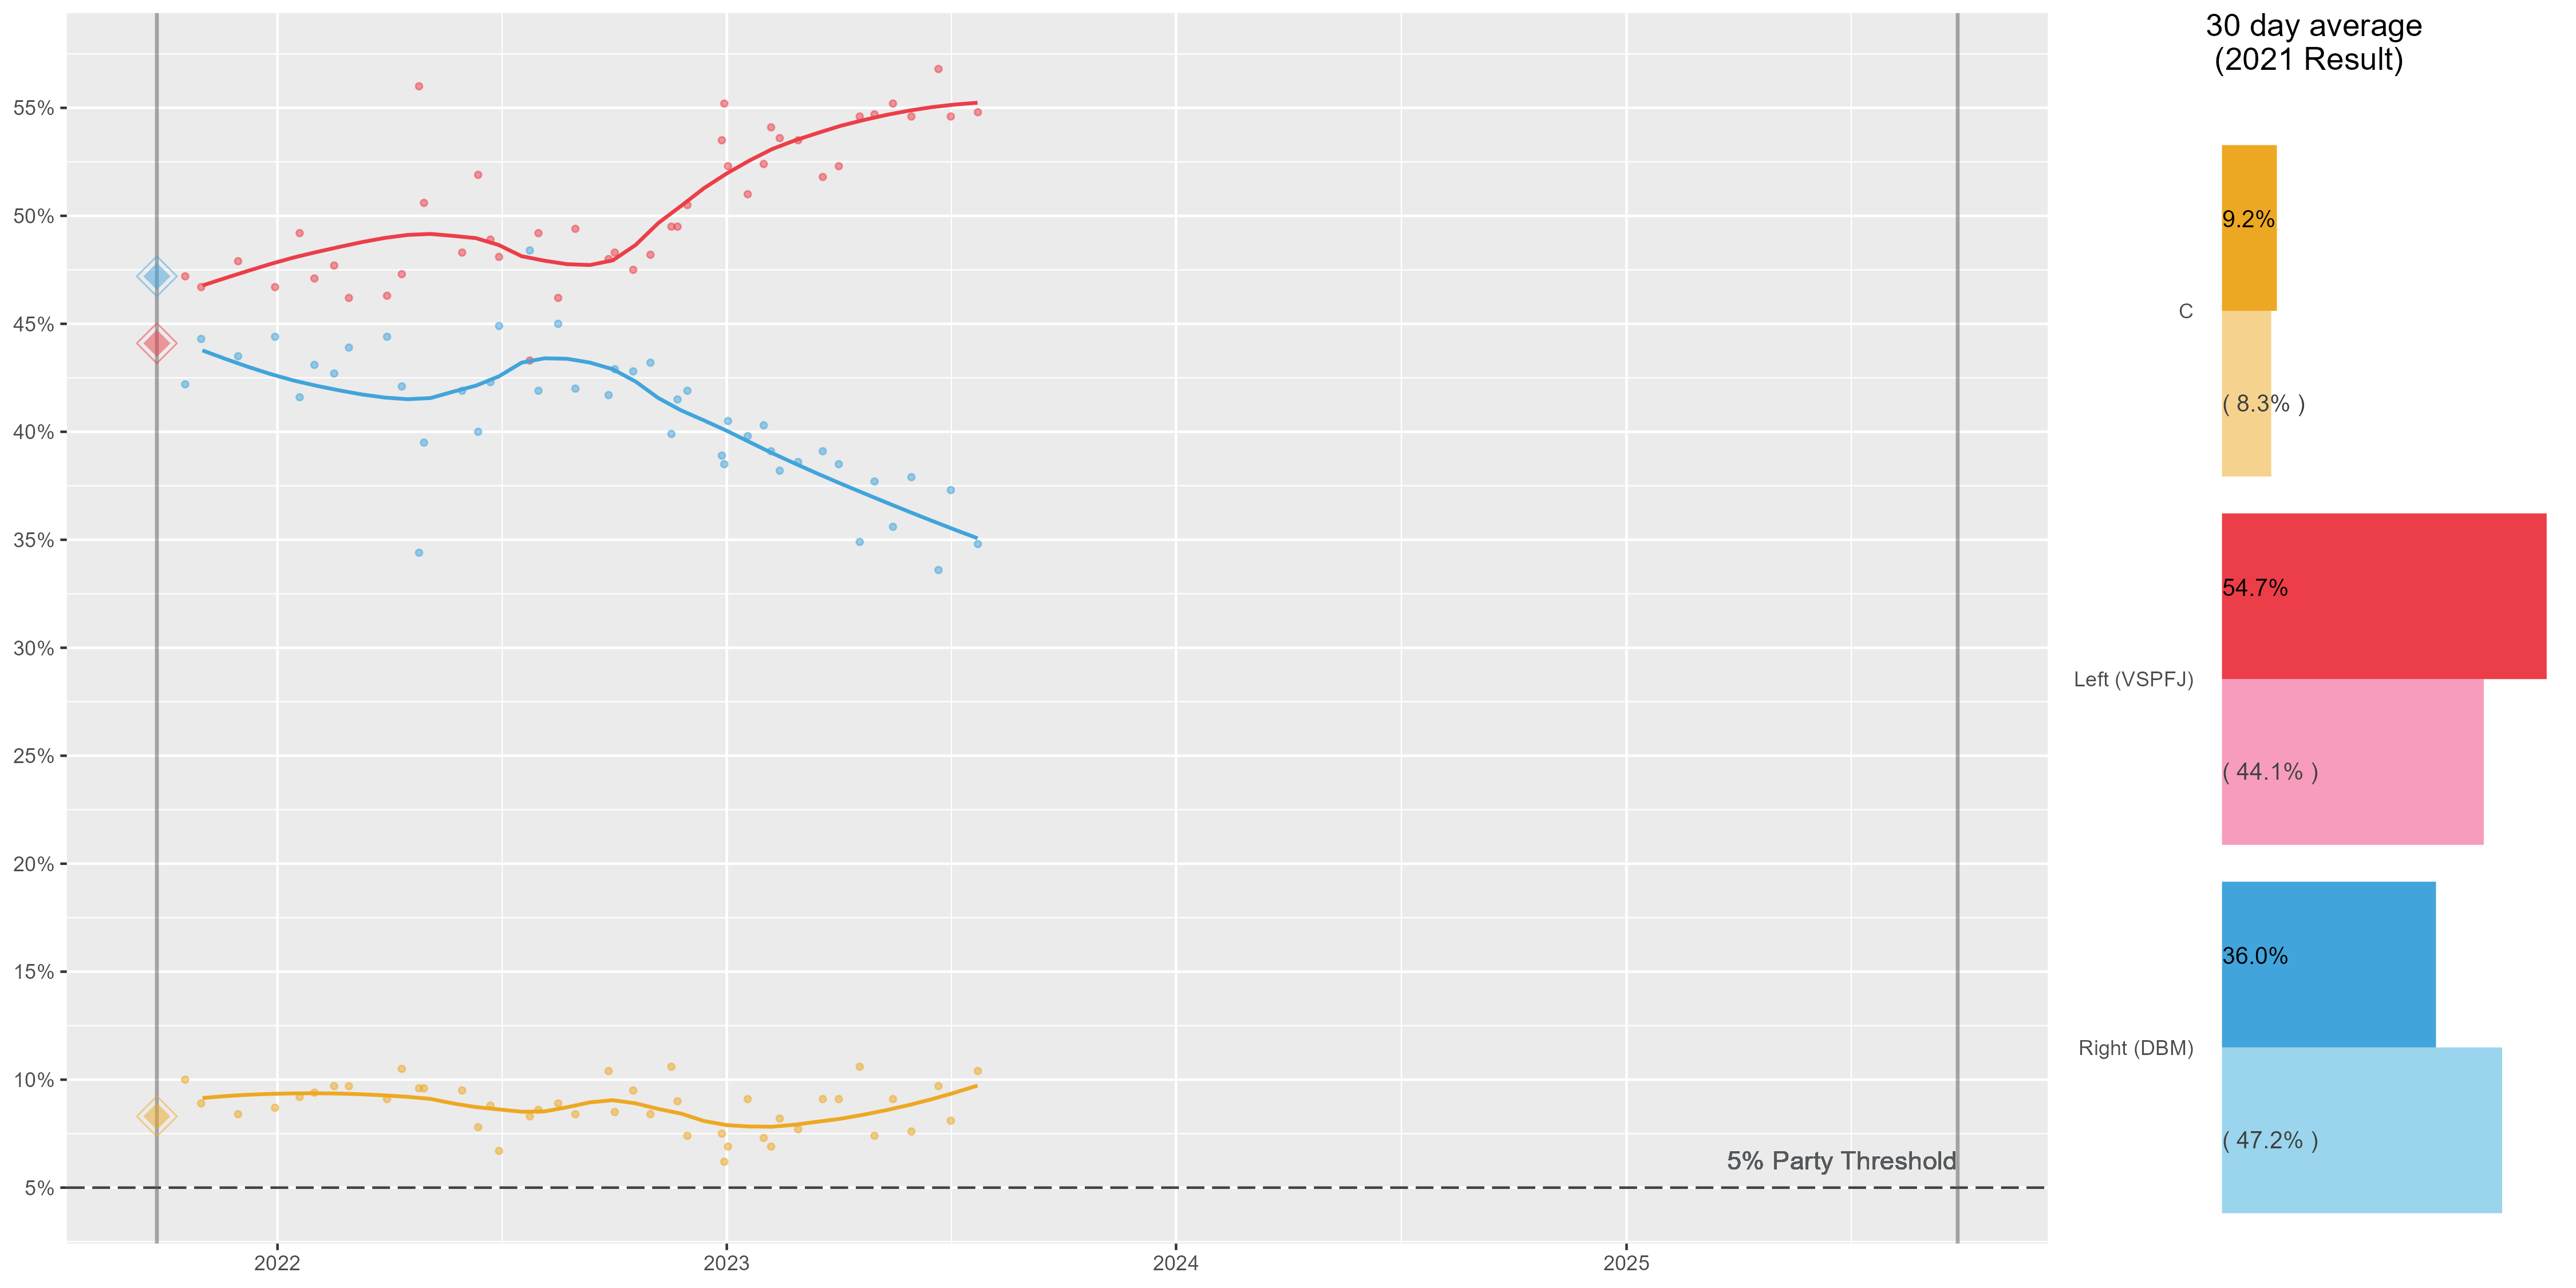 30 day average
(2021 Result)
55%
50%
45%
40%
35%
30%
25%
20%
15%
10%
5%
5% Party Threshold
2022
2023
2024
2025
C
9.2%
( 8.3% )
Left (VSPFJ)
54.7%
( 44.1% )
Right (DBM)
36.0%
( 47.2% )